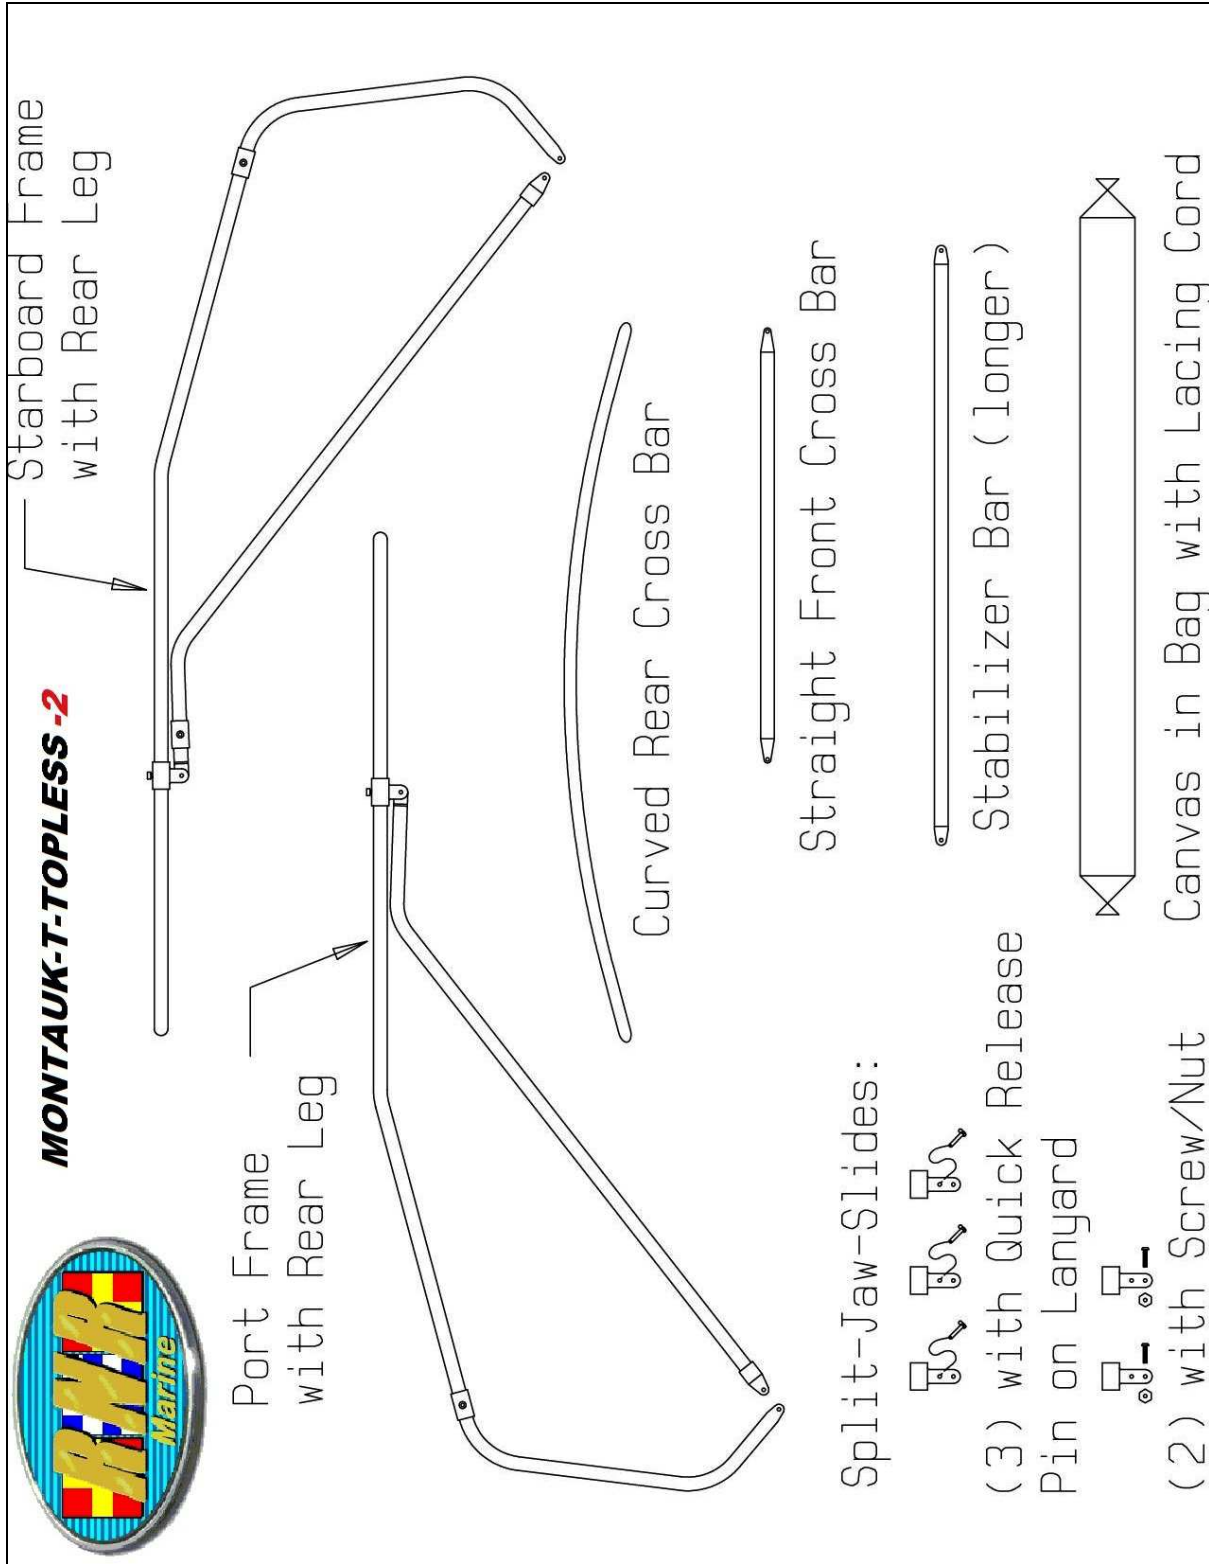 RNR
Marine
MONTAUK-T-TOPLESS-2
Starboard Frame
with Rear Leg
Port Frame
with Rear Leg
Curved Rear Cross Bar
Straight Front Cross Bar
Stabilizer Bar (longer)
Split-Jaw-Slides:
(3) with Quick Release
Pin on Lanyard
(2) with Screw/Nut
Canvas in Bag with Lacing Cord